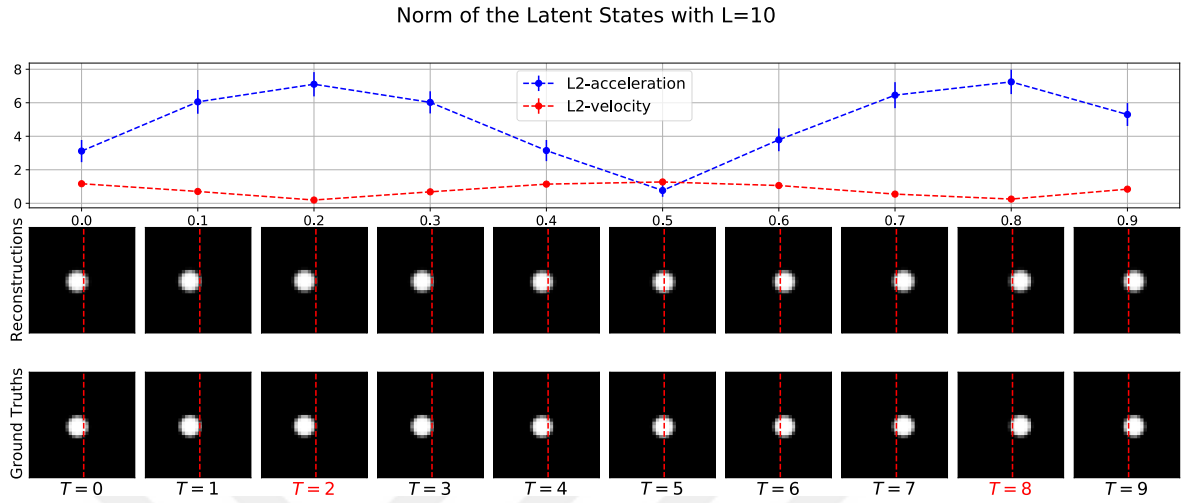 Norm of the Latent States with L=10
8
6
4
2
0
L2-acceleration
L2-velocity
0.0 0.1 0.2 0.3 0.4 0.5 0.6 0.7 0.8 0.9
Reconstructions
Ground Truths
T = 0 T = 1 T = 2 T = 3 T = 4 T = 5 T = 6 T = 7 T = 8 T = 9